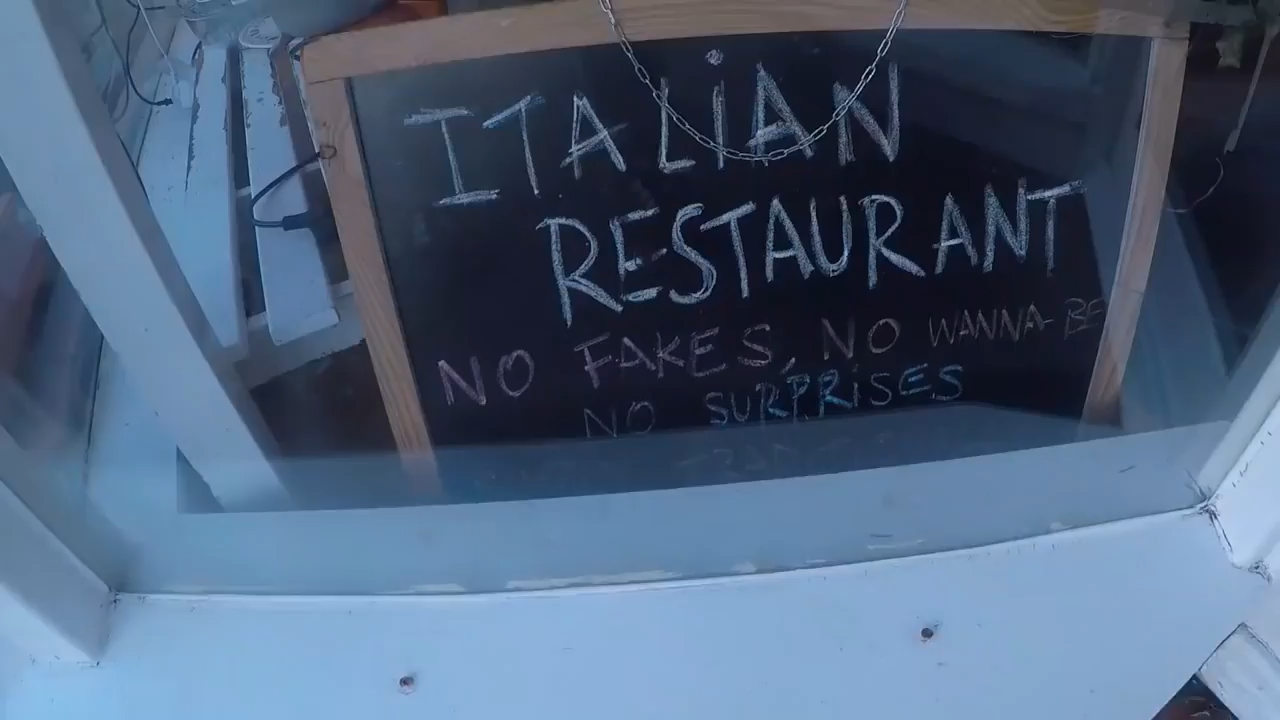 ITALiAN
RESTAURANT
NO FAKES, NO WANNA-BE
NO SURPRiSES